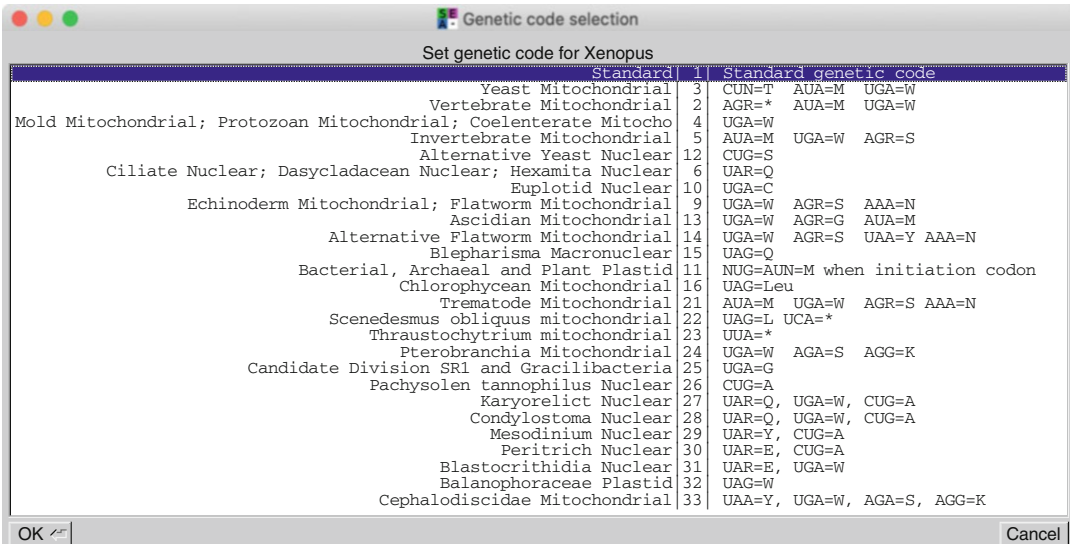 Genetic code selection
Set genetic code for Xenopus
Standard| 1| Standard genetic code
Yeast Mitochondrial| 3| CUN=T AUA=M UGA=W
Vertebrate Mitochondrial| 2| AGR=* AUA=M UGA=W
Mold Mitochondrial; Protozoan Mitochondrial; Coelenterate Mitocho| 4| UGA=W
Invertebrate Mitochondrial| 5| AUA=M UGA=W AGR=S
Alternative Yeast Nuclear|12| CUG=S
Ciliate Nuclear; Dasycladacean Nuclear; Hexamita Nuclear| 6| UAR=Q
Euplotid Nuclear|10| UGA=C
Echinoderm Mitochondrial; Flatworm Mitochondrial| 9| UGA=W AGR=S AAA=N
Ascidian Mitochondrial|13| UGA=W AGR=G AUA=M
Alternative Flatworm Mitochondrial|14| UGA=W AGR=S UAA=Y AAA=N
Blepharisma Macronuclear|15| UAG=Q
Bacterial, Archaeal and Plant Plastid|11| NUG=AUN=M when initiation codon
Chlorophycean Mitochondrial|16| UAG=Leu
Trematode Mitochondrial|21| AUA=M UGA=W AGR=S AAA=N
Scenedesmus obliquus mitochondrial|22| UAG=L UCA=*
Thraustochytrium mitochondrial|23| UUA=*
Pterobranchia Mitochondrial|24| UGA=W AGA=S AGG=K
Candidate Division SR1 and Gracilibacteria|25| UGA=G
Pachysolen tannophilus Nuclear|26| CUG=A
Karyorelict Nuclear|27| UAR=Q, UGA=W, CUG=A
Condylostoma Nuclear|28| UAR=Q, UGA=W, CUG=A
Mesodinium Nuclear|29| UAR=Y, CUG=A
Peritrich Nuclear|30| UAR=E, CUG=A
Blastocrithidia Nuclear|31| UAR=E, UGA=W
Balanophoraceae Plastid|32| UAG=W
Cephalodiscidae Mitochondrial|33| UAA=Y, UGA=W, AGA=S, AGG=K
OK Cancel